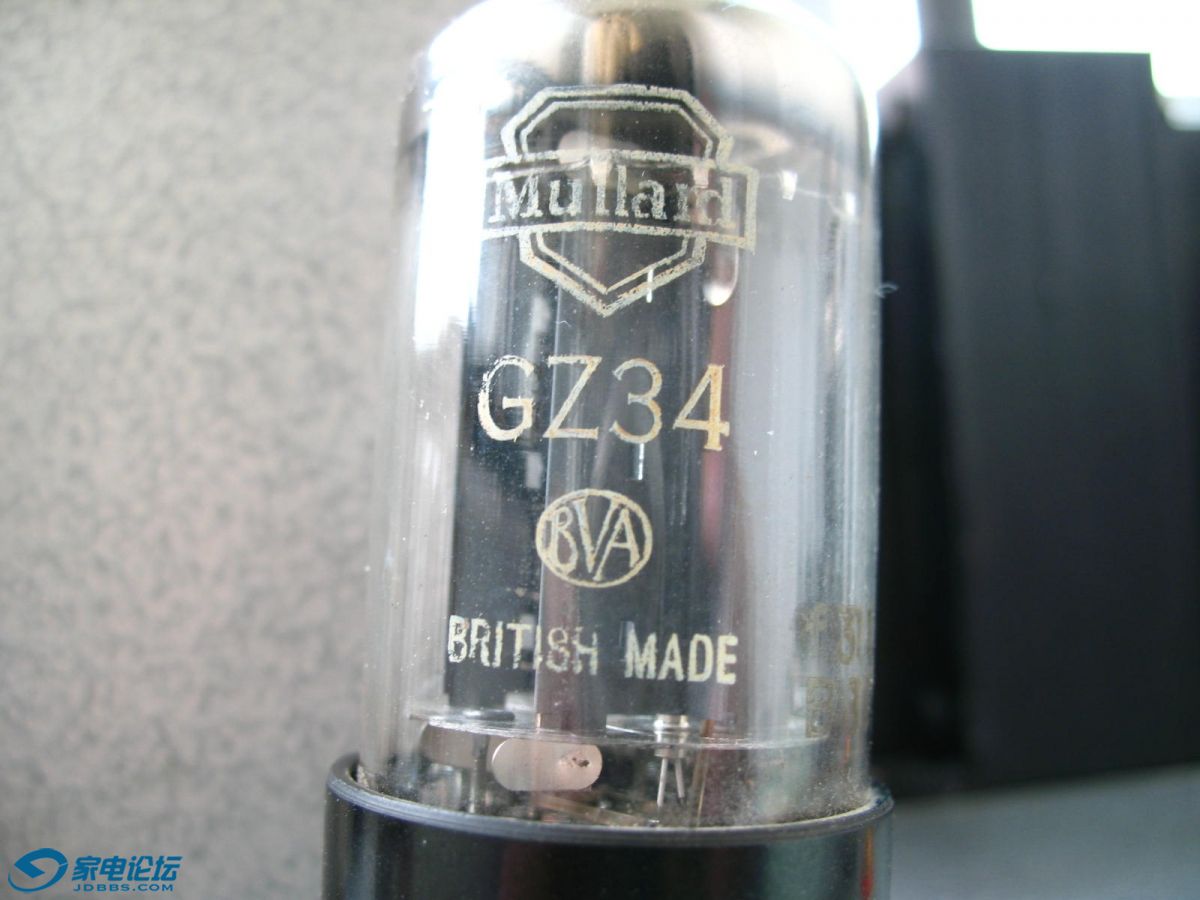 Mullard
GZ34
BVA
BRITISH MADE
家电论坛
JDBBS.COM